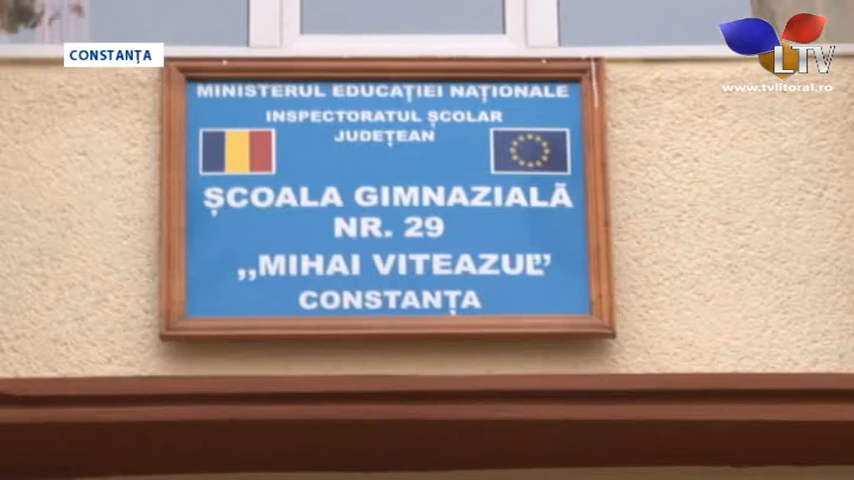 CONSTANȚA
LTV
www.tvlitoral.ro
MINISTERUL EDUCAȚIEI NAȚIONALE
INSPECTORATUL ȘCOLAR
JUDEȚEAN
ȘCOALA GIMNAZIALĂ
NR. 29
,,MIHAI VITEAZUL”
CONSTANȚA